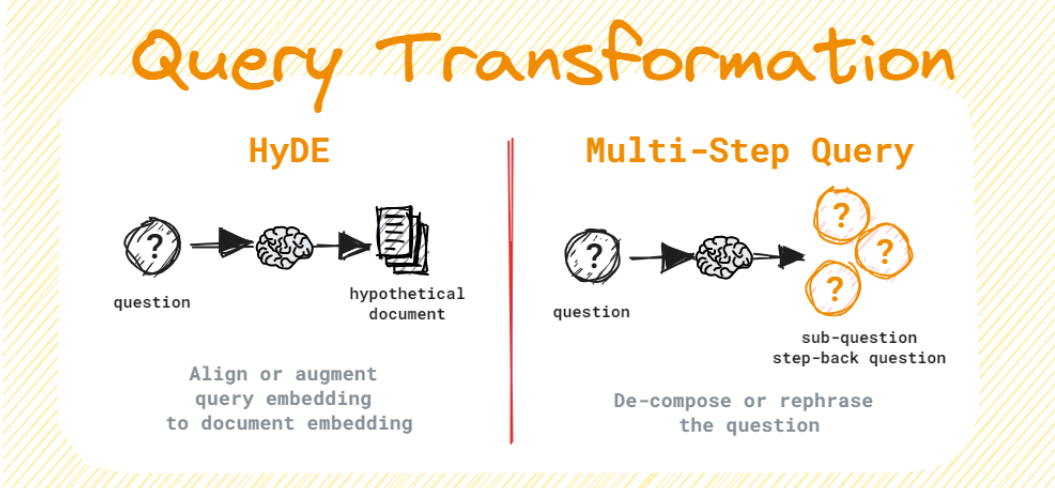 Query Transformation
HyDE
?
question
hypothetical
document
Align or augment
query embedding
to document embedding
Multi-Step Query
?
question
?
?
?
sub-question
step-back question
De-compose or rephrase
the question